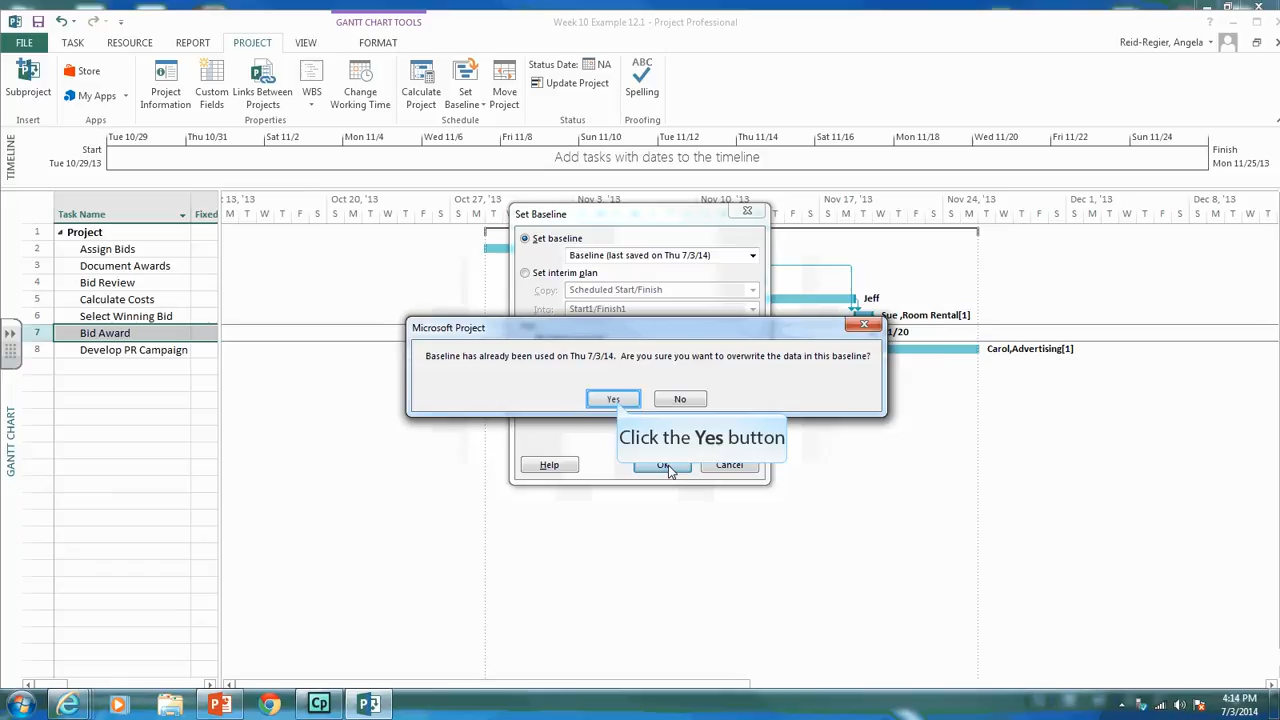 GANTT CHART TOOLS
Week 10 Example 12.1 - Project Professional
FILE TASK RESOURCE REPORT PROJECT VIEW FORMAT
Reid-Regier, Angela
Subproject
Store
My Apps
Project Information
Custom Fields
Links Between Projects
WBS
Change Working Time
Calculate Project
Set Baseline
Move Project
Status Date: NA
Update Project
ABC
Spelling
Insert Apps Properties Schedule Status Proofing
TIMELINE
Tue 10/29 Thu 10/31 Sat 11/2 Mon 11/4 Wed 11/6 Fri 11/8 Sun 11/10 Tue 11/12 Thu 11/14 Sat 11/16 Mon 11/18 Wed 11/20 Fri 11/22 Sun 11/24
Start
Tue 10/29/13
Add tasks with dates to the timeline
Finish
Mon 11/25/13
GANTT CHART
Task Name Fixed
13, '13 Oct 20, '13 Oct 27, '13 Nov 3, '13 Nov 10, '13 Nov 17, '13 Nov 24, '13 Dec 1, '13 Dec 8, '13
M T W T F S S M T W T F S S M T W T F S S M T W T F S S M T W T F S S M T W T F S S M T W T F S S M T W T F S S M T W
1 Project
2 Assign Bids
3 Document Awards
4 Bid Review
5 Calculate Costs
6 Select Winning Bid
7 Bid Award
8 Develop PR Campaign
Jeff
Sue ,Room Rental[1]
1/20
Carol,Advertising[1]
Set Baseline
Set baseline
Baseline (last saved on Thu 7/3/14)
Set interim plan
Copy: Scheduled Start/Finish
Into: Start1/Finish1
Microsoft Project
Baseline has already been used on Thu 7/3/14. Are you sure you want to overwrite the data in this baseline?
Yes No
Click the Yes button
Help OK Cancel
Cp
4:14 PM
7/3/2014